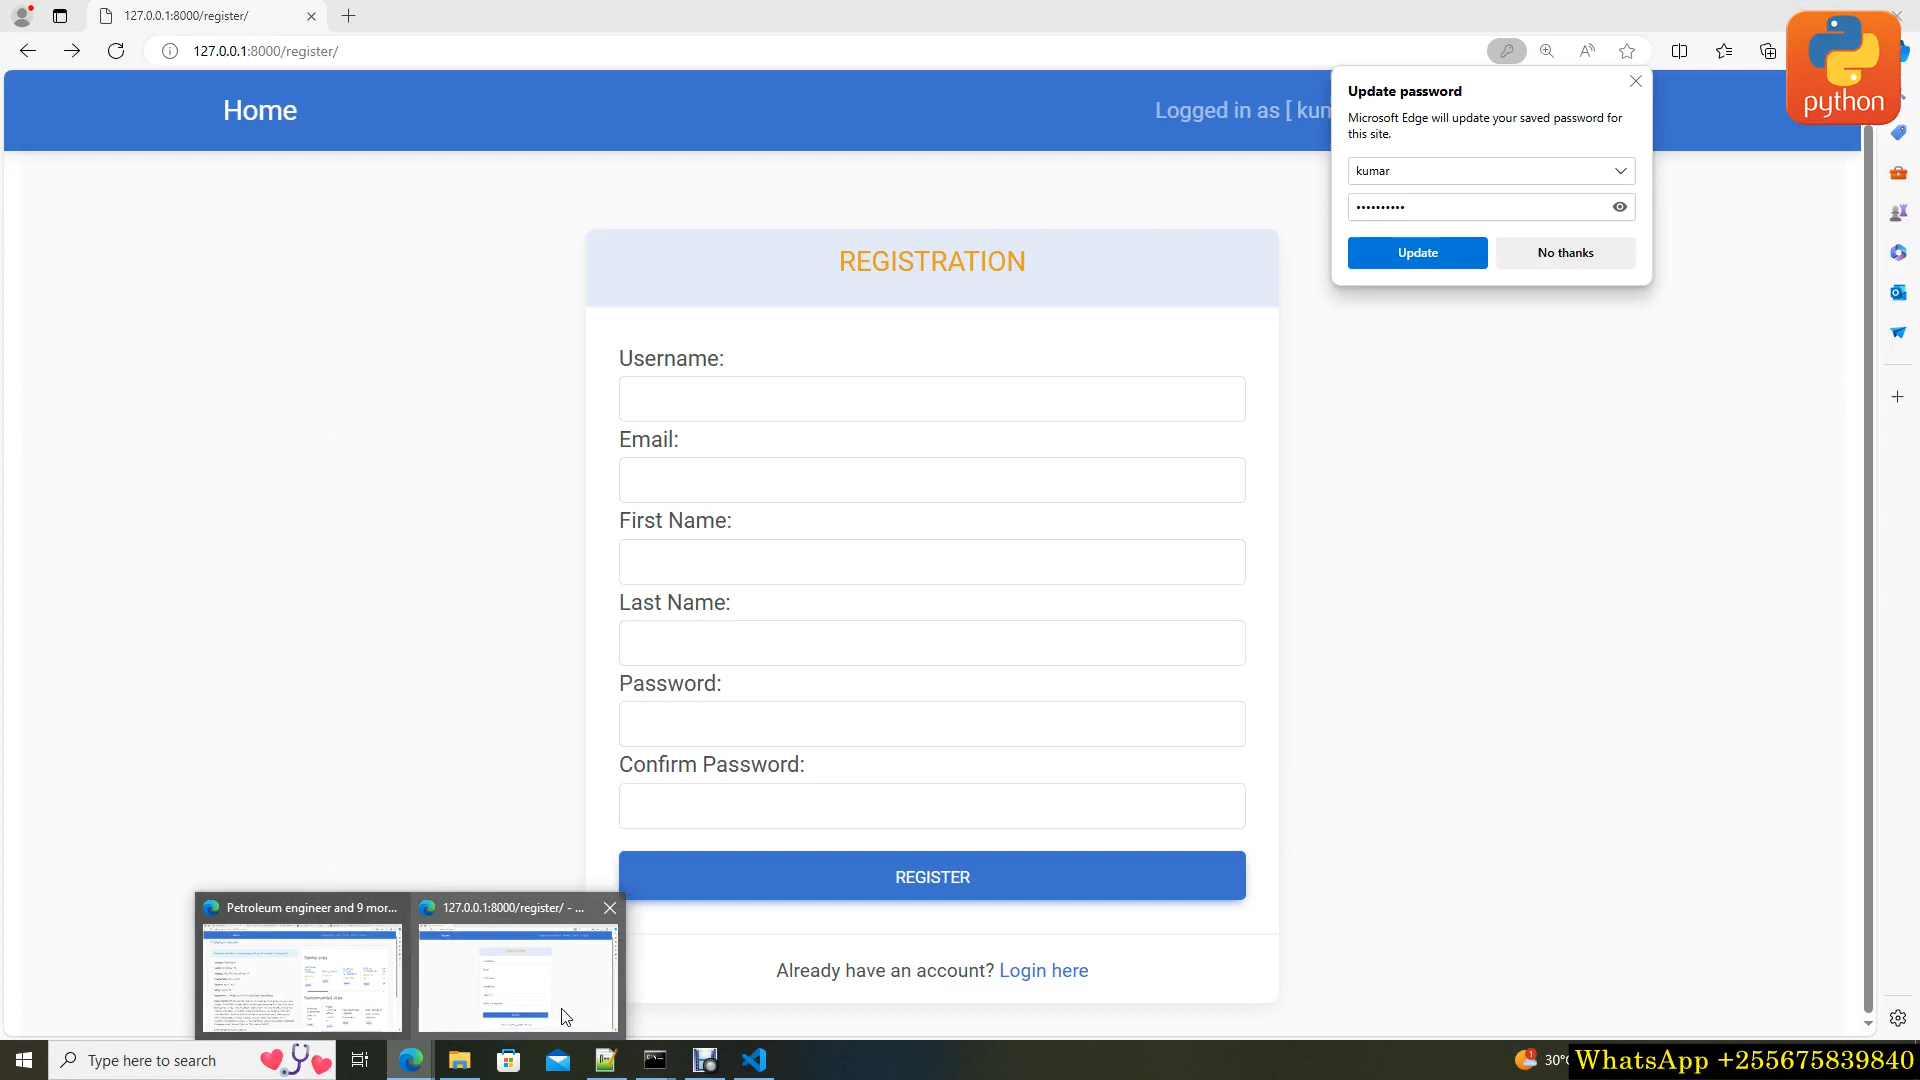 127.0.0.1:8000/register/
127.0.0.1:8000/register/
python
Home
Logged in as [ kum
Update password
Microsoft Edge will update your saved password for
this site.
kumar
••••••••••
Update
No thanks
REGISTRATION
Username:
Email:
First Name:
Last Name:
Password:
Confirm Password:
REGISTER
Already have an account? Login here
Petroleum engineer and 9 mor...
127.0.0.1:8000/register/ - ...
Type here to search
30°
WhatsApp +255675839840